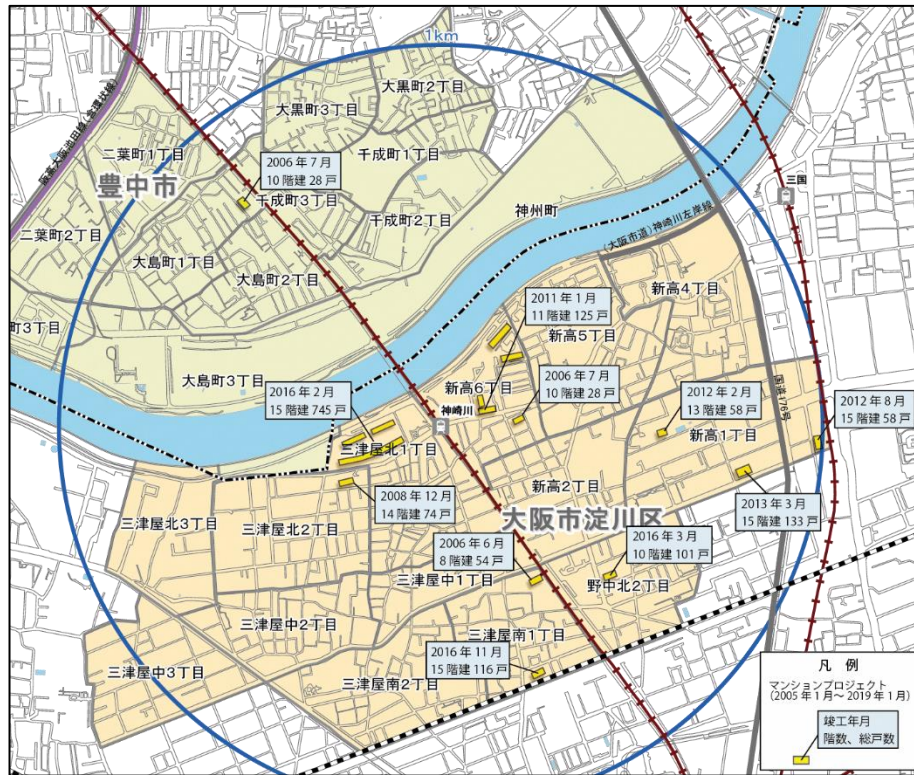 1km
大黒町2丁目
大黒町3丁目
阪高大阪池田線(環状線)
二葉町1丁目
千成町1丁目
2006年7月
10階建28戸
豊中市
三国
千成町3丁目
千成町2丁目
神州町
二葉町2丁目
(大阪市道)神崎川左岸線
大島町1丁目
大島町2丁目
新高4丁目
2011年1月
11階建125戸
町3丁目
新高5丁目
大島町3丁目
国道176号
2016年2月
15階建745戸
新高6丁目
2006年7月
10階建28戸
2012年2月
13階建58戸
2012年8月
15階建58戸
神崎川
新高1丁目
三津屋北1丁目
2008年12月
14階建74戸
新高2丁目
2013年3月
15階建133戸
三津屋北3丁目
三津屋北2丁目
大阪市淀川区
2016年3月
10階建101戸
2006年6月
8階建54戸
三津屋中1丁目
野中北2丁目
三津屋中2丁目
三津屋南1丁目
2016年11月
15階建116戸
三津屋中3丁目
三津屋南2丁目
凡例
マンションプロジェクト
(2005年1月～2019年1月)
竣工年月
階数、総戸数